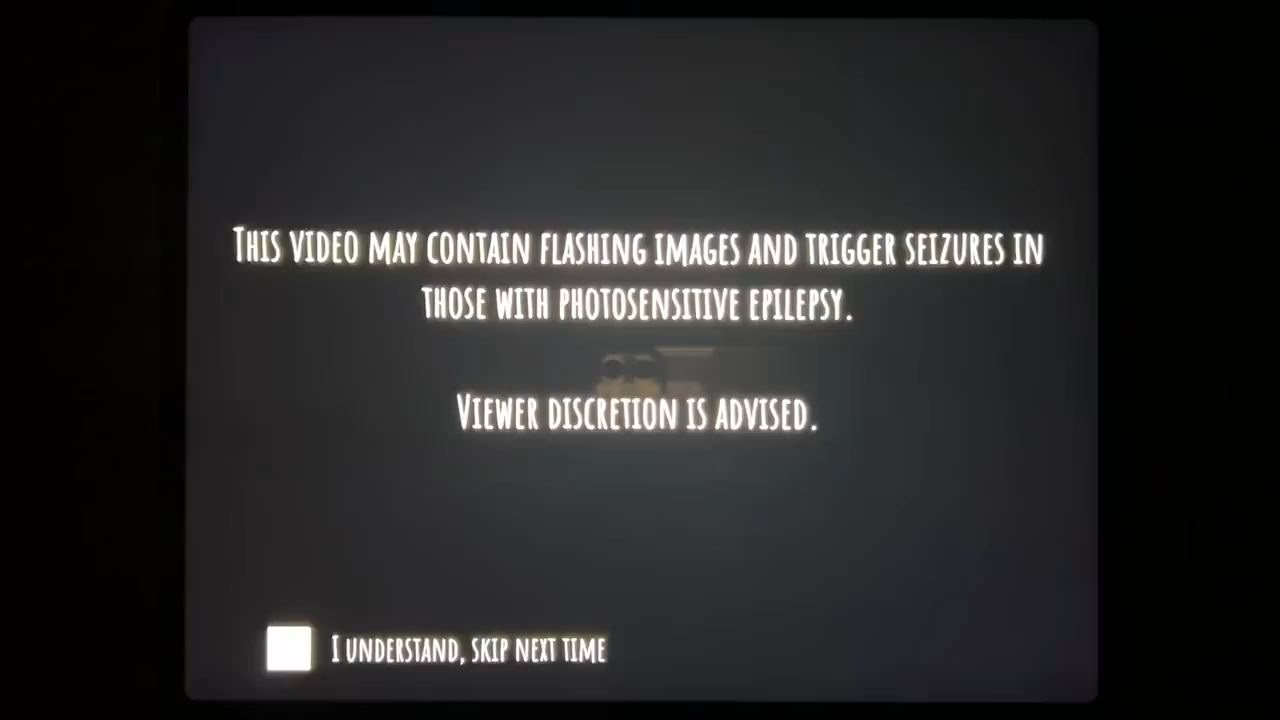 This video may contain flashing images and trigger seizures in
those with photosensitive epilepsy.
Viewer discretion is advised.
I understand, skip next time